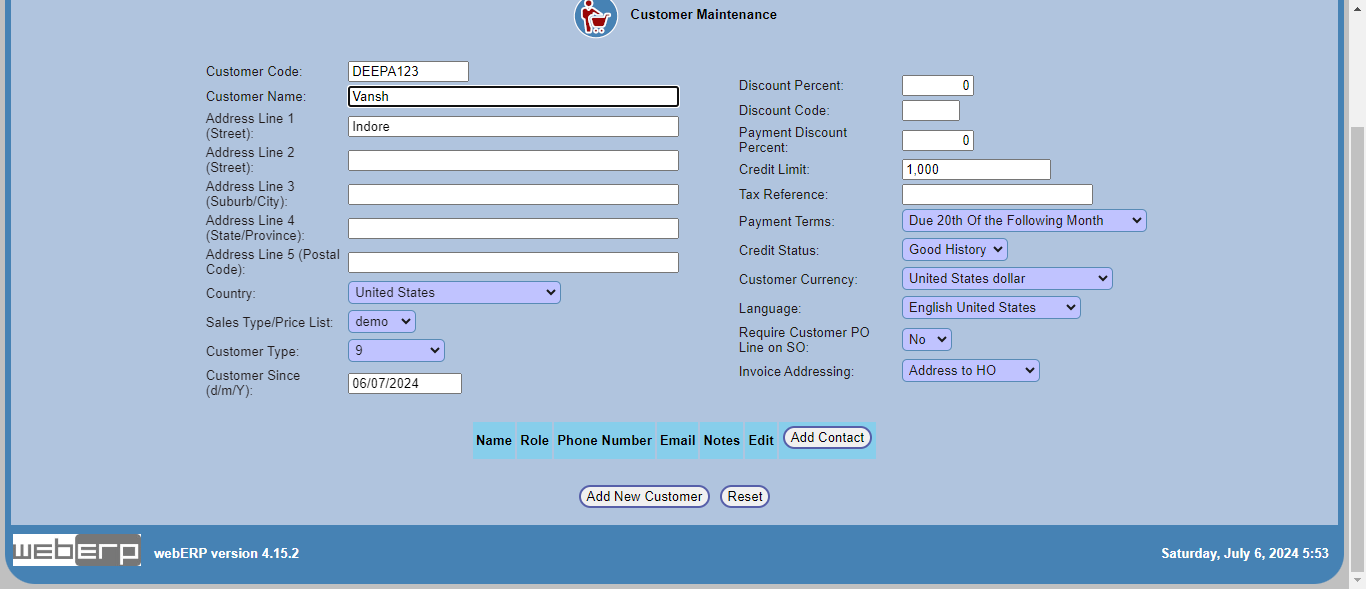 Customer Maintenance
Customer Code: DEEPA123
Customer Name: Vansh
Address Line 1
(Street): Indore
Address Line 2
(Street):
Address Line 3
(Suburb/City):
Address Line 4
(State/Province):
Address Line 5 (Postal
Code):
Country: United States
Sales Type/Price List: demo
Customer Type: 9
Customer Since
(d/m/Y): 06/07/2024
Discount Percent: 0
Discount Code:
Payment Discount
Percent: 0
Credit Limit: 1,000
Tax Reference:
Payment Terms: Due 20th Of the Following Month
Credit Status: Good History
Customer Currency: United States dollar
Language: English United States
Require Customer PO
Line on SO: No
Invoice Addressing: Address to HO
Name Role Phone Number Email Notes Edit Add Contact
Add New Customer Reset
weberp webERP version 4.15.2 Saturday, July 6, 2024 5:53